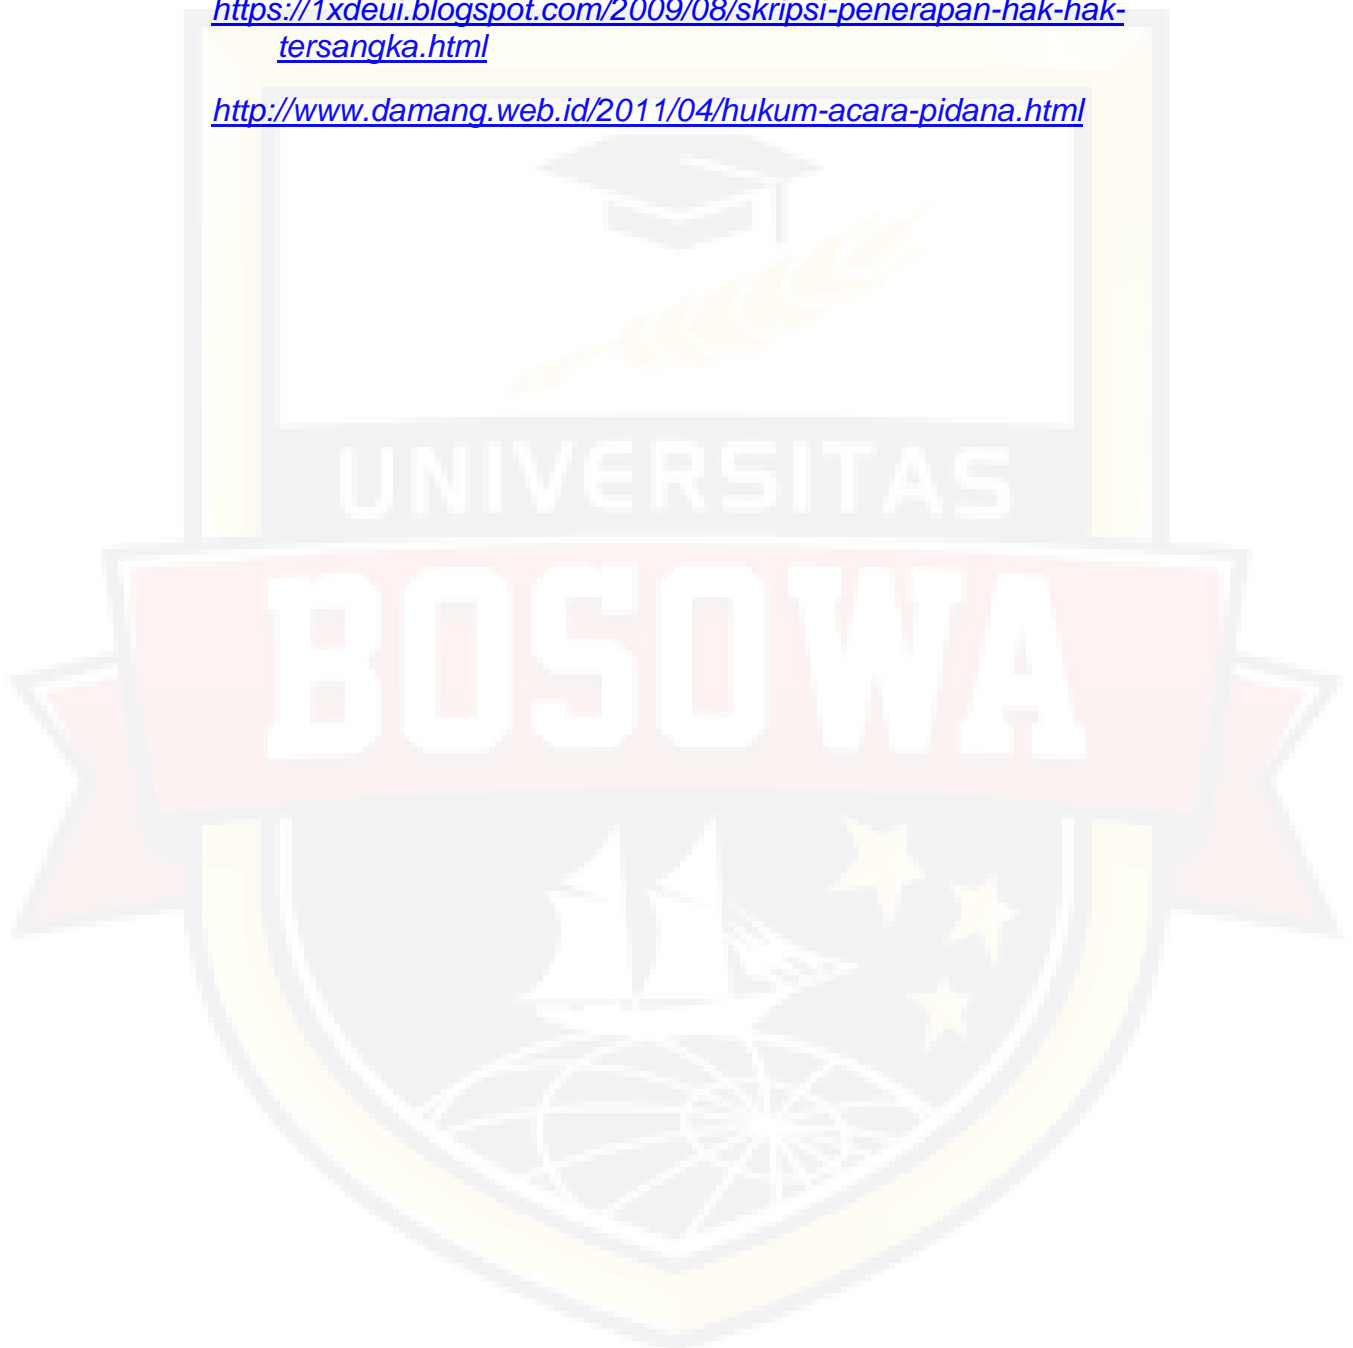 https://1xdeui.blogspot.com/2009/08/skripsi-penerapan-hak-hak-
tersangka.html
http://www.damang.web.id/2011/04/hukum-acara-pidana.html
UNIVERSITAS
BOSOWA